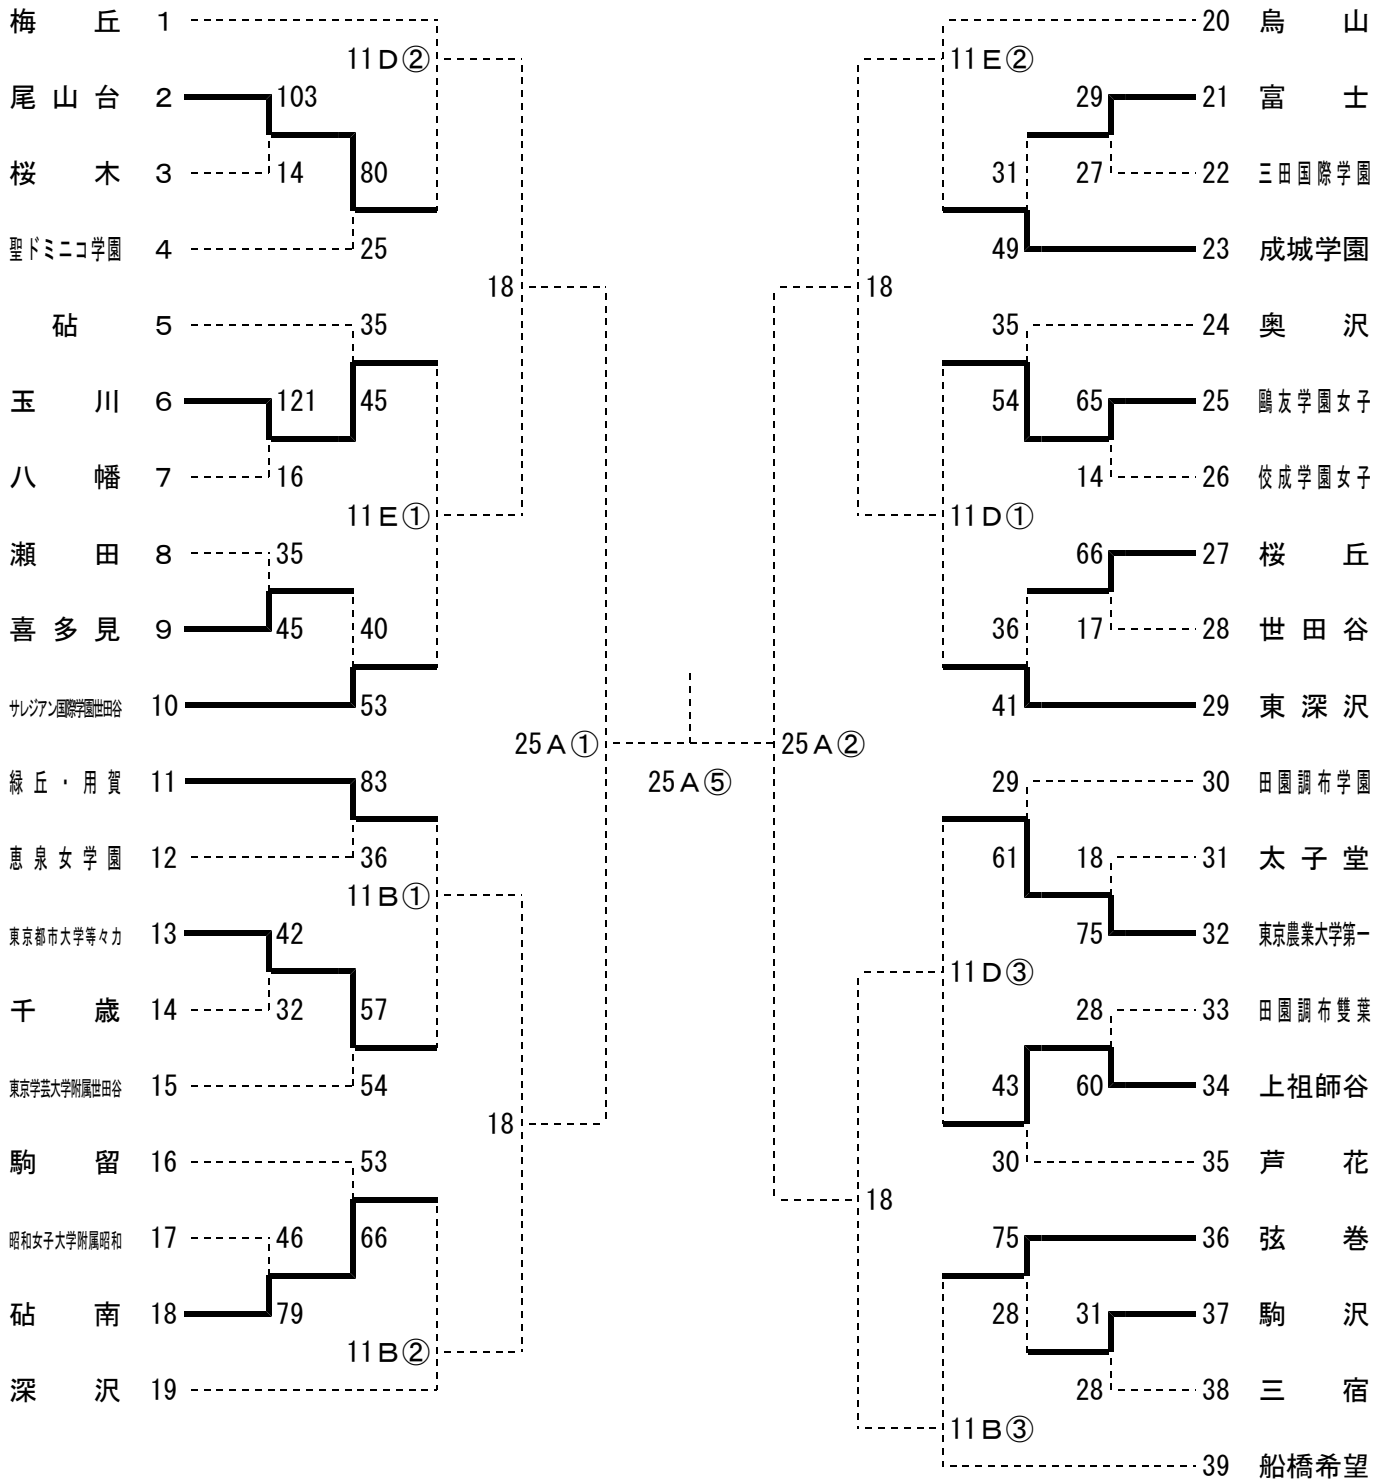 梅丘 1
11D②
尾山台 2 103
桜木 3 14 80
聖ドミニコ学園 4 25
18
砧 5 35
玉川 6 121 45
八幡 7 16
11E①
瀬田 8 35
喜多見 9 45 40
サレジアン国際学園世田谷 10 53
25A①
緑丘・用賀 11 83
恵泉女学園 12 36
11B①
東京都市大学等々力 13 42
千歳 14 32 57
東京学芸大学附属世田谷 15 54
18
駒留 16 53
昭和女子大学附属昭和 17 46 66
砧南 18 79
11B②
深沢 19
25A⑤
20 烏山
11E②
29 21 富士
31 27 22 三田国際学園
49 23 成城学園
18
35 24 奥沢
54 65 25 鷗友学園女子
14 26 佼成学園女子
11D①
66 27 桜丘
36 17 28 世田谷
41 29 東深沢
25A②
29 30 田園調布学園
61 18 31 太子堂
75 32 東京農業大学第一
11D③
28 33 田園調布雙葉
43 60 34 上祖師谷
30 35 芦花
18
75 36 弦巻
28 31 37 駒沢
28 38 三宿
11B③
39 船橋希望